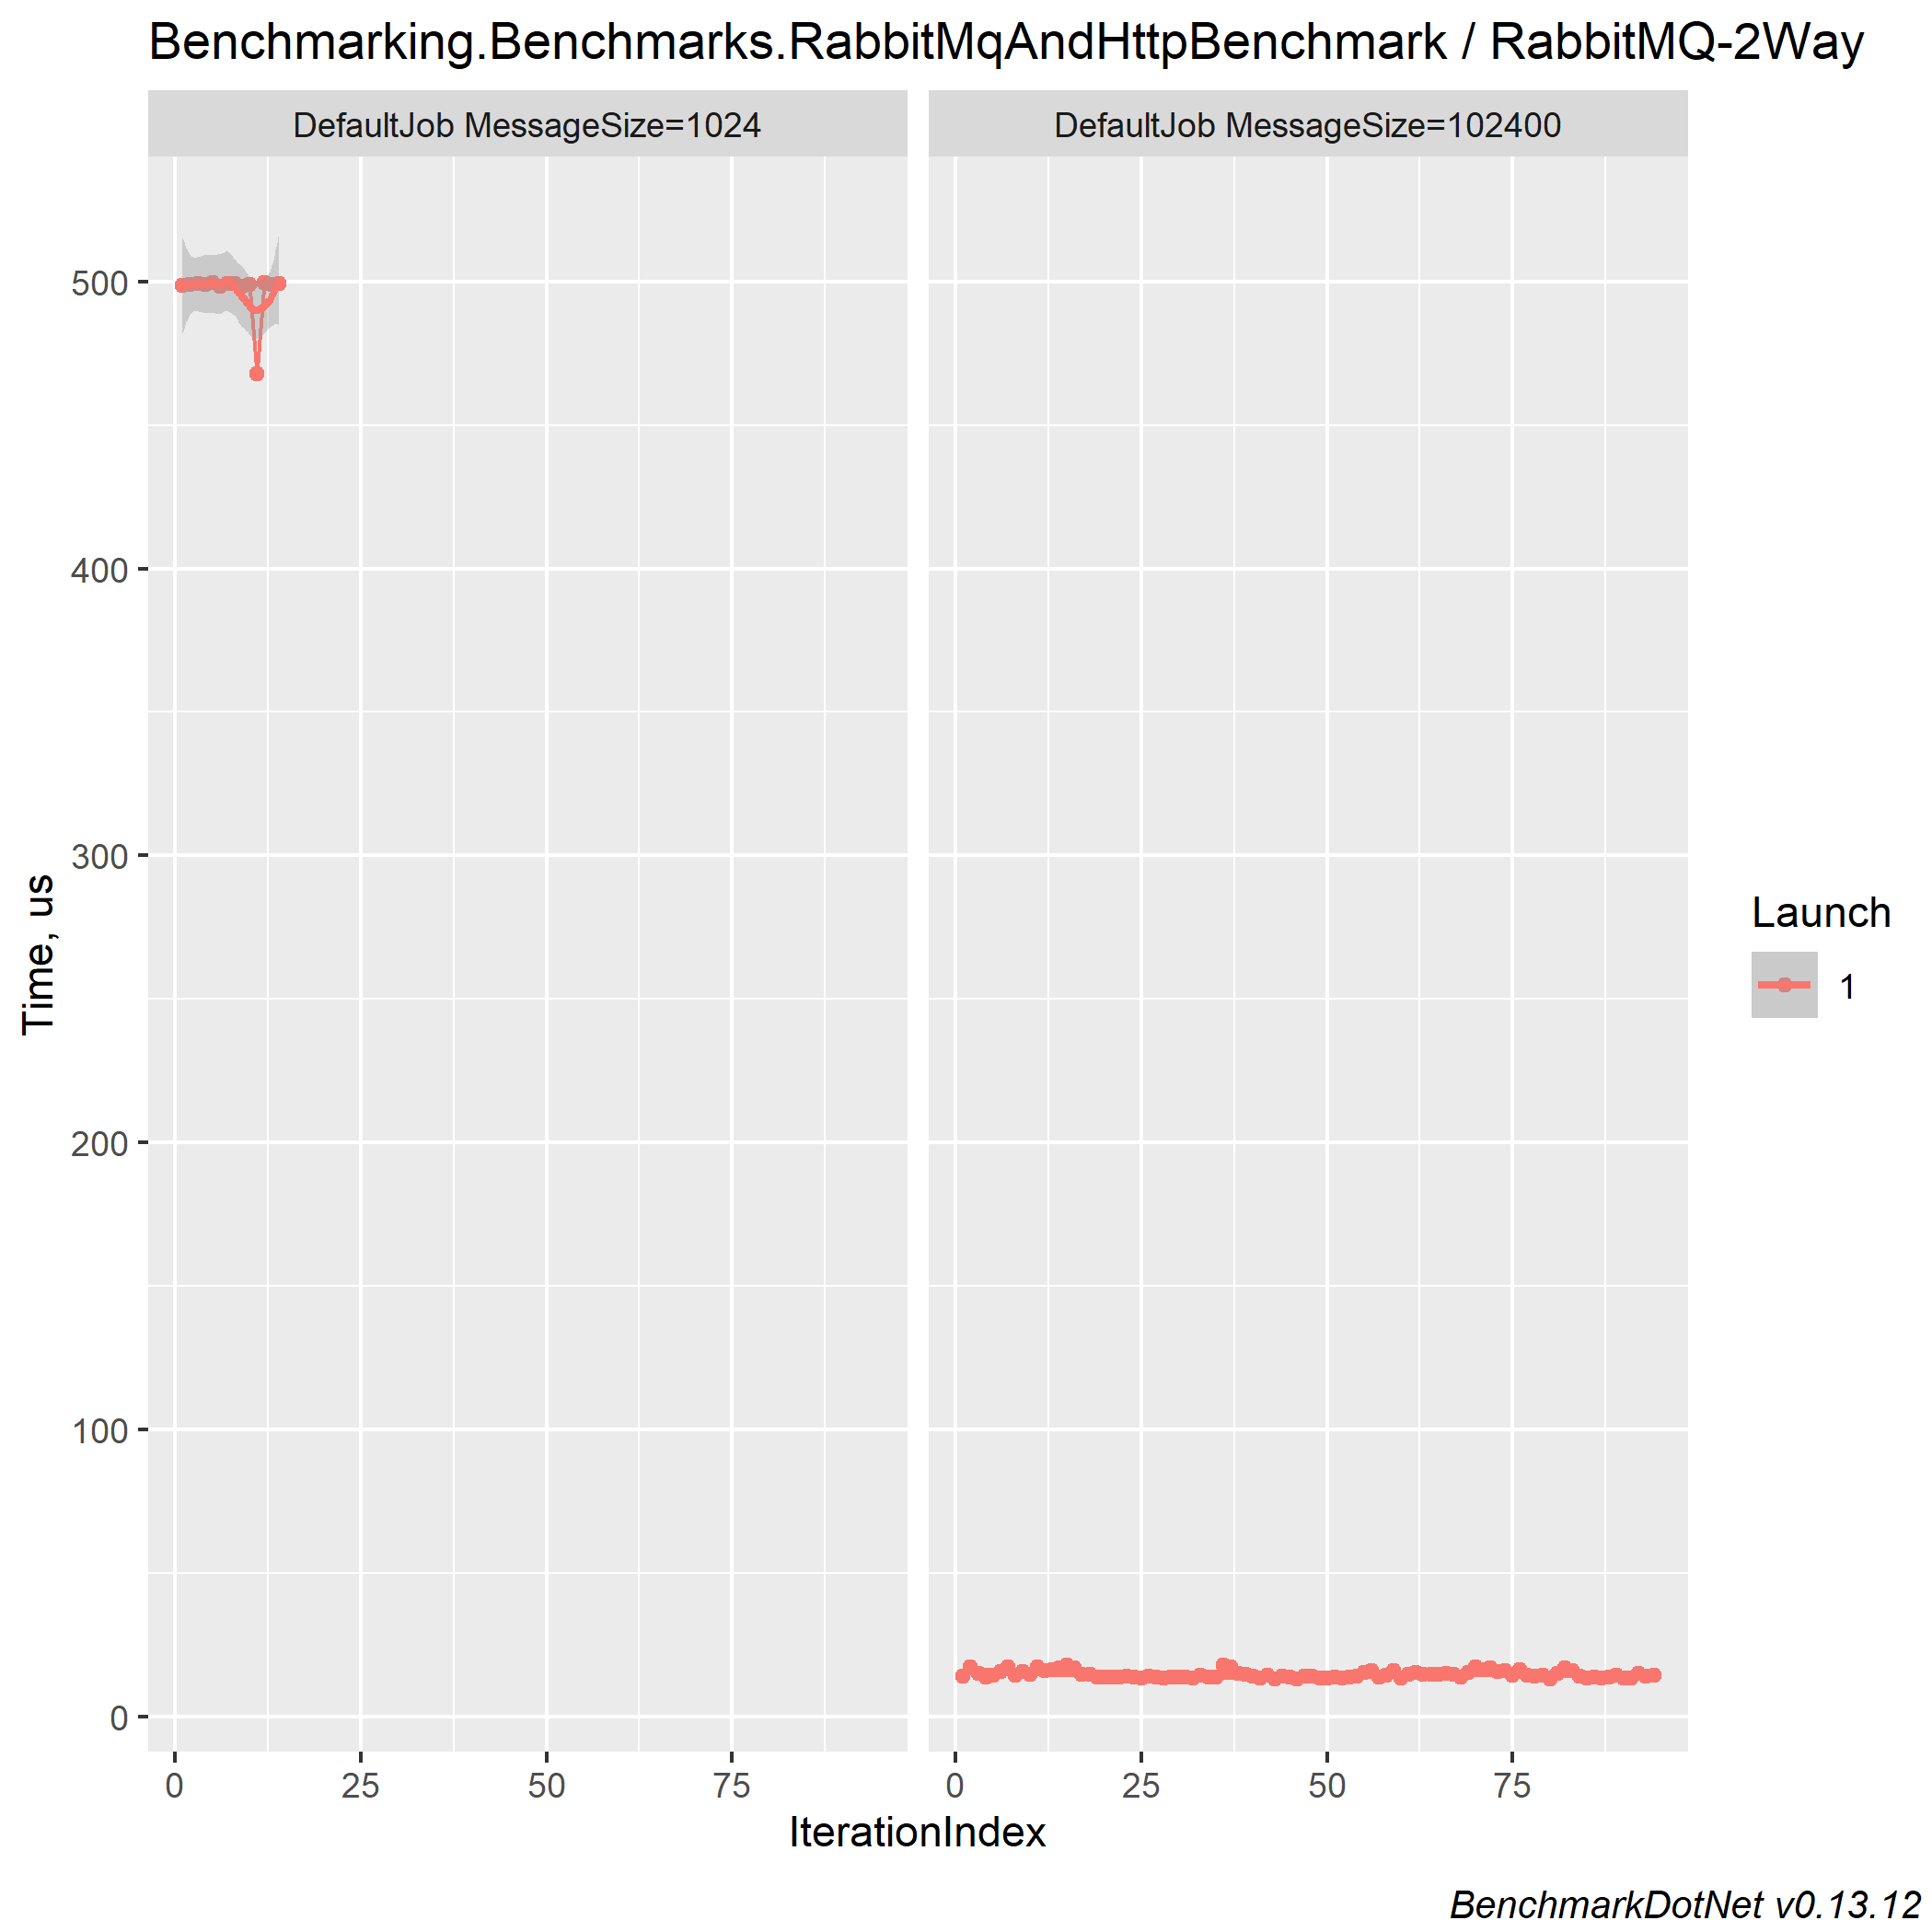 Benchmarking.Benchmarks.RabbitMqAndHttpBenchmark / RabbitMQ-2Way
DefaultJob MessageSize=1024
DefaultJob MessageSize=102400
500
400
300
200
100
0
Time, us
0 25 50 75
0 25 50 75
IterationIndex
Launch
1
BenchmarkDotNet v0.13.12